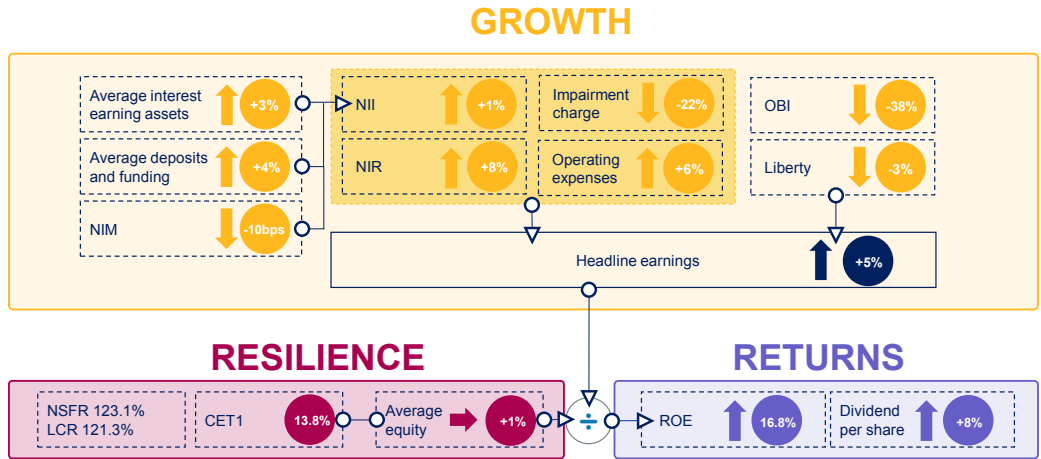 GROWTH
Average interest
earning assets
+3%
NII
+1%
Impairment
charge
-22%
OBI
-38%
Average deposits
and funding
+4%
NIR
+8%
Operating
expenses
+6%
Liberty
-3%
NIM
-10bps
Headline earnings
+5%
RESILIENCE
RETURNS
NSFR 123.1%
LCR 121.3%
CET1
13.8%
Average
equity
+1%
÷
ROE
16.8%
Dividend
per share
+8%